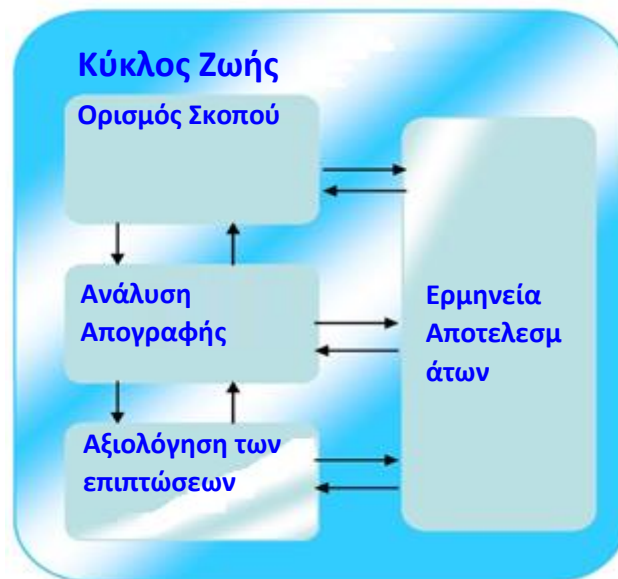 Κύκλος Ζωής
Ορισμός Σκοπού
Ανάλυση
Απογραφής
Ερμηνεία
Αποτελεσμ
άτων
Αξιολόγηση των
επιπτώσεων